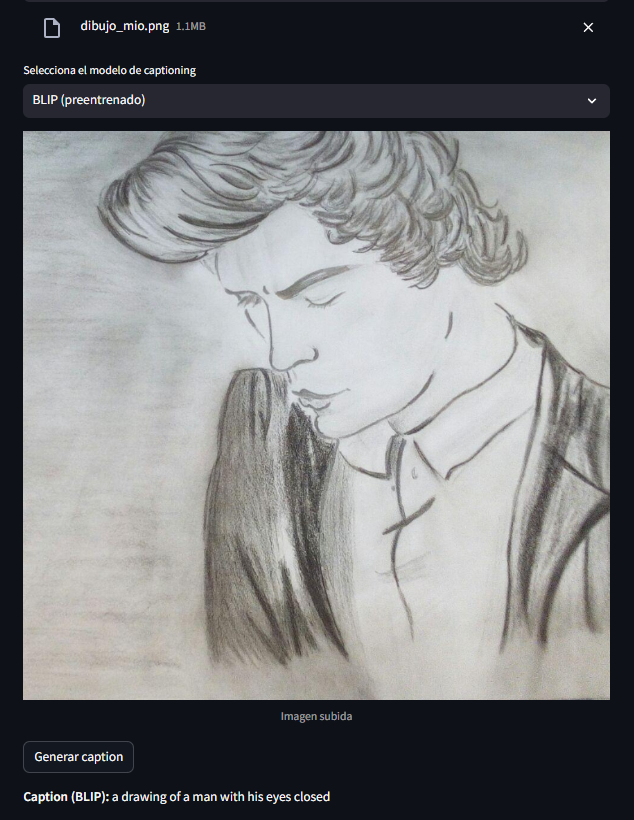 dibujo_mio.png 1.1MB
Selecciona el modelo de captioning
BLIP (preentrenado)
Imagen subida
Generar caption
Caption (BLIP): a drawing of a man with his eyes closed